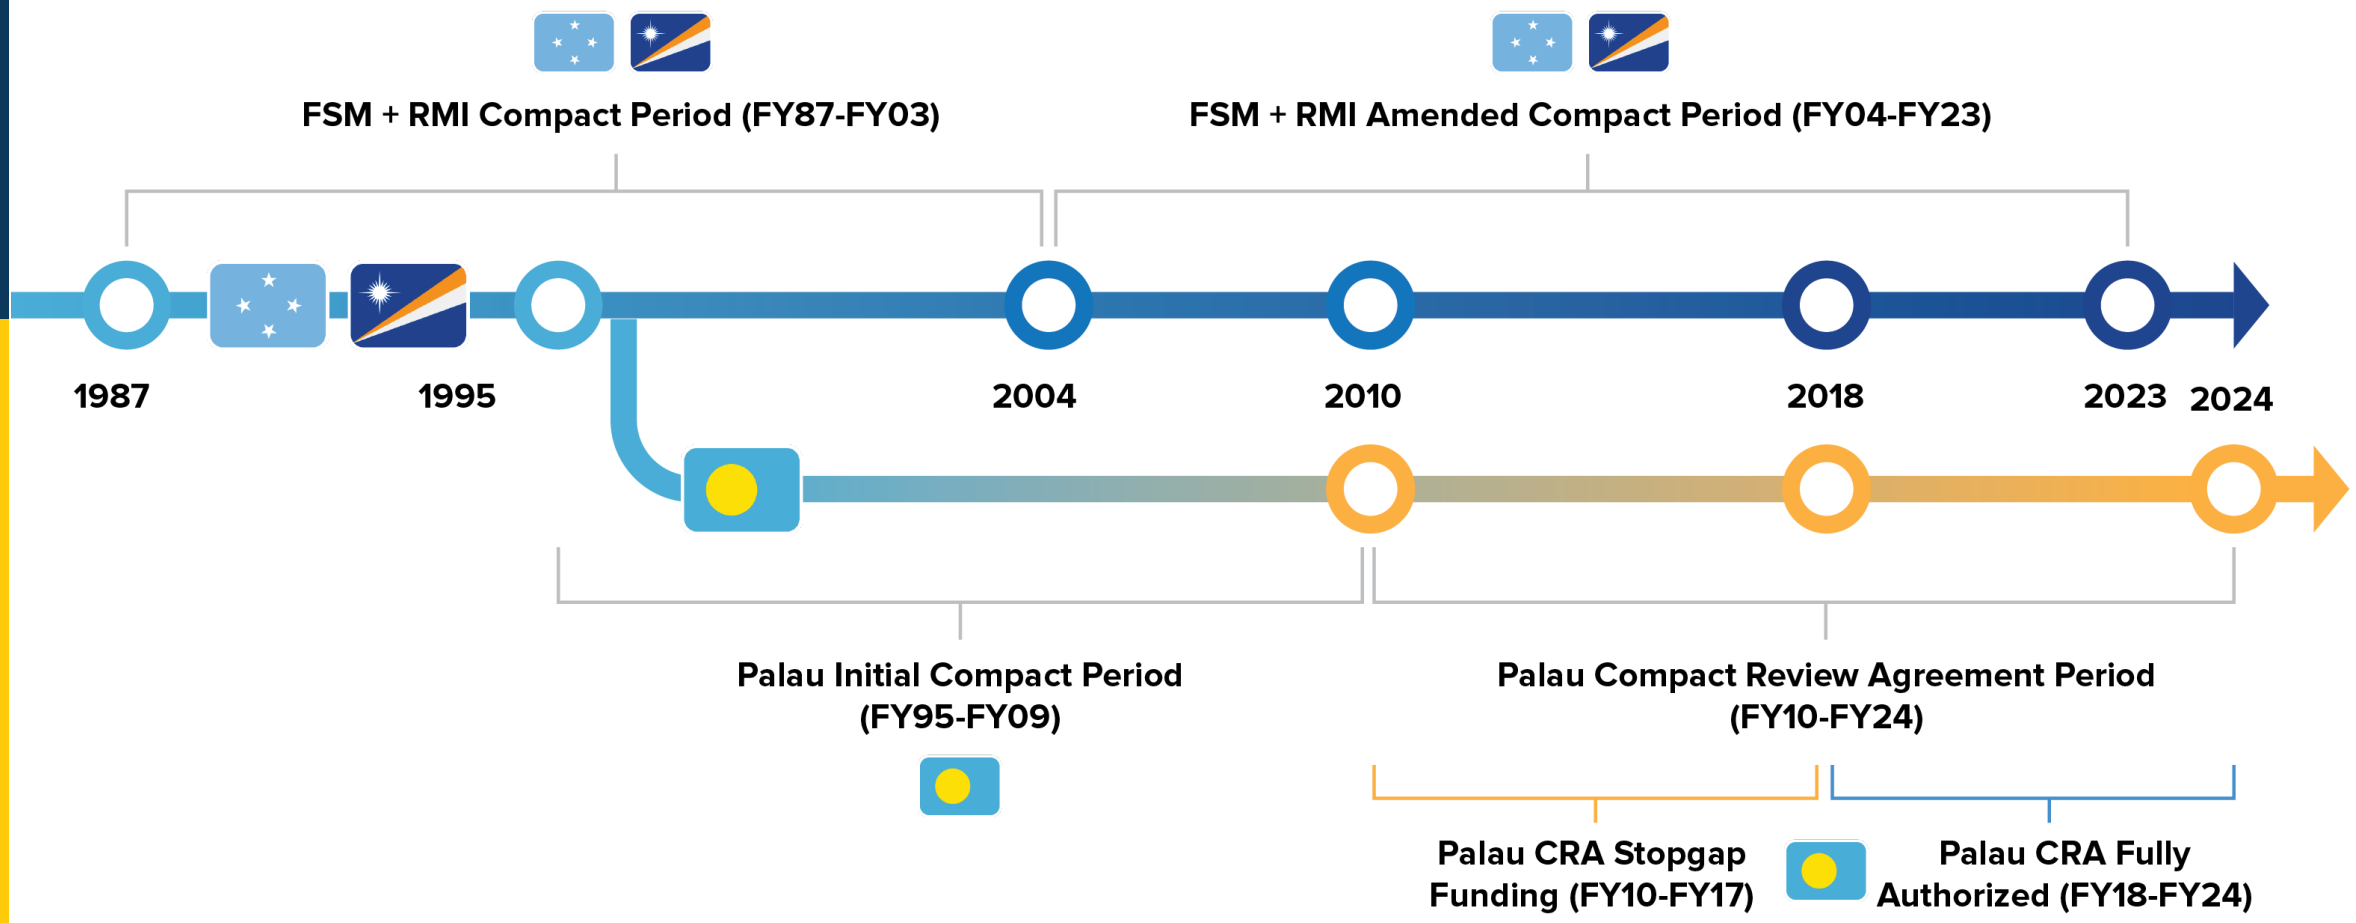 FSM + RMI Compact Period (FY87-FY03)
FSM + RMI Amended Compact Period (FY04-FY23)
1987
1995
2004
2010
2018
2023
2024
Palau Initial Compact Period
(FY95-FY09)
Palau Compact Review Agreement Period
(FY10-FY24)
Palau CRA Stopgap
Funding (FY10-FY17)
Palau CRA Fully
Authorized (FY18-FY24)